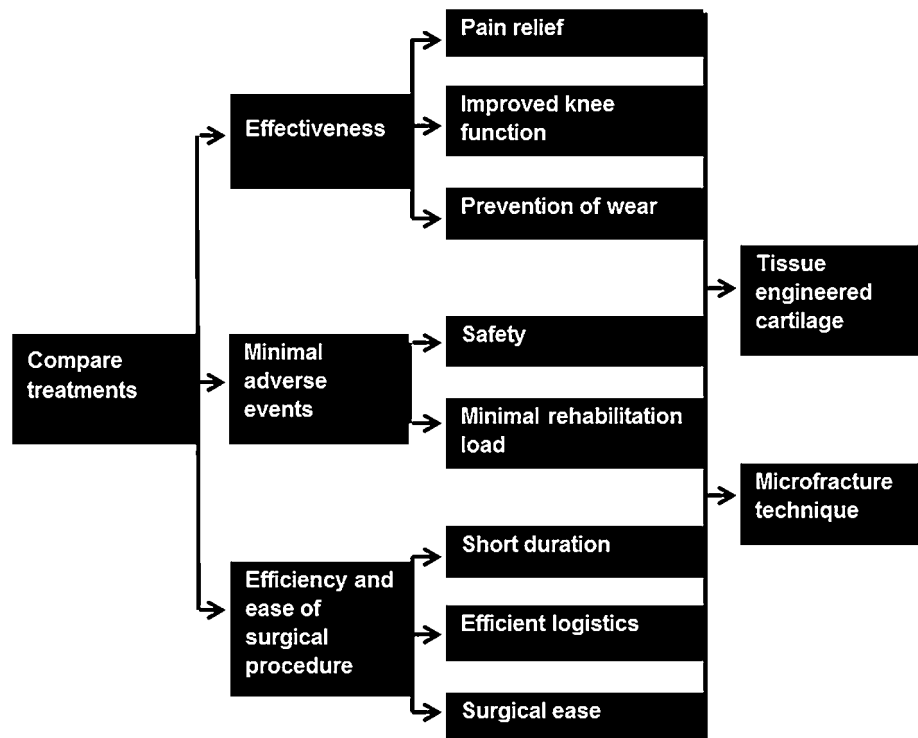 Compare
treatments
Effectiveness
Minimal
adverse
events
Efficiency and
ease of
surgical
procedure
Pain relief
Improved knee
function
Prevention of wear
Safety
Minimal rehabilitation
load
Short duration
Efficient logistics
Surgical ease
Tissue
engineered
cartilage
Microfracture
technique